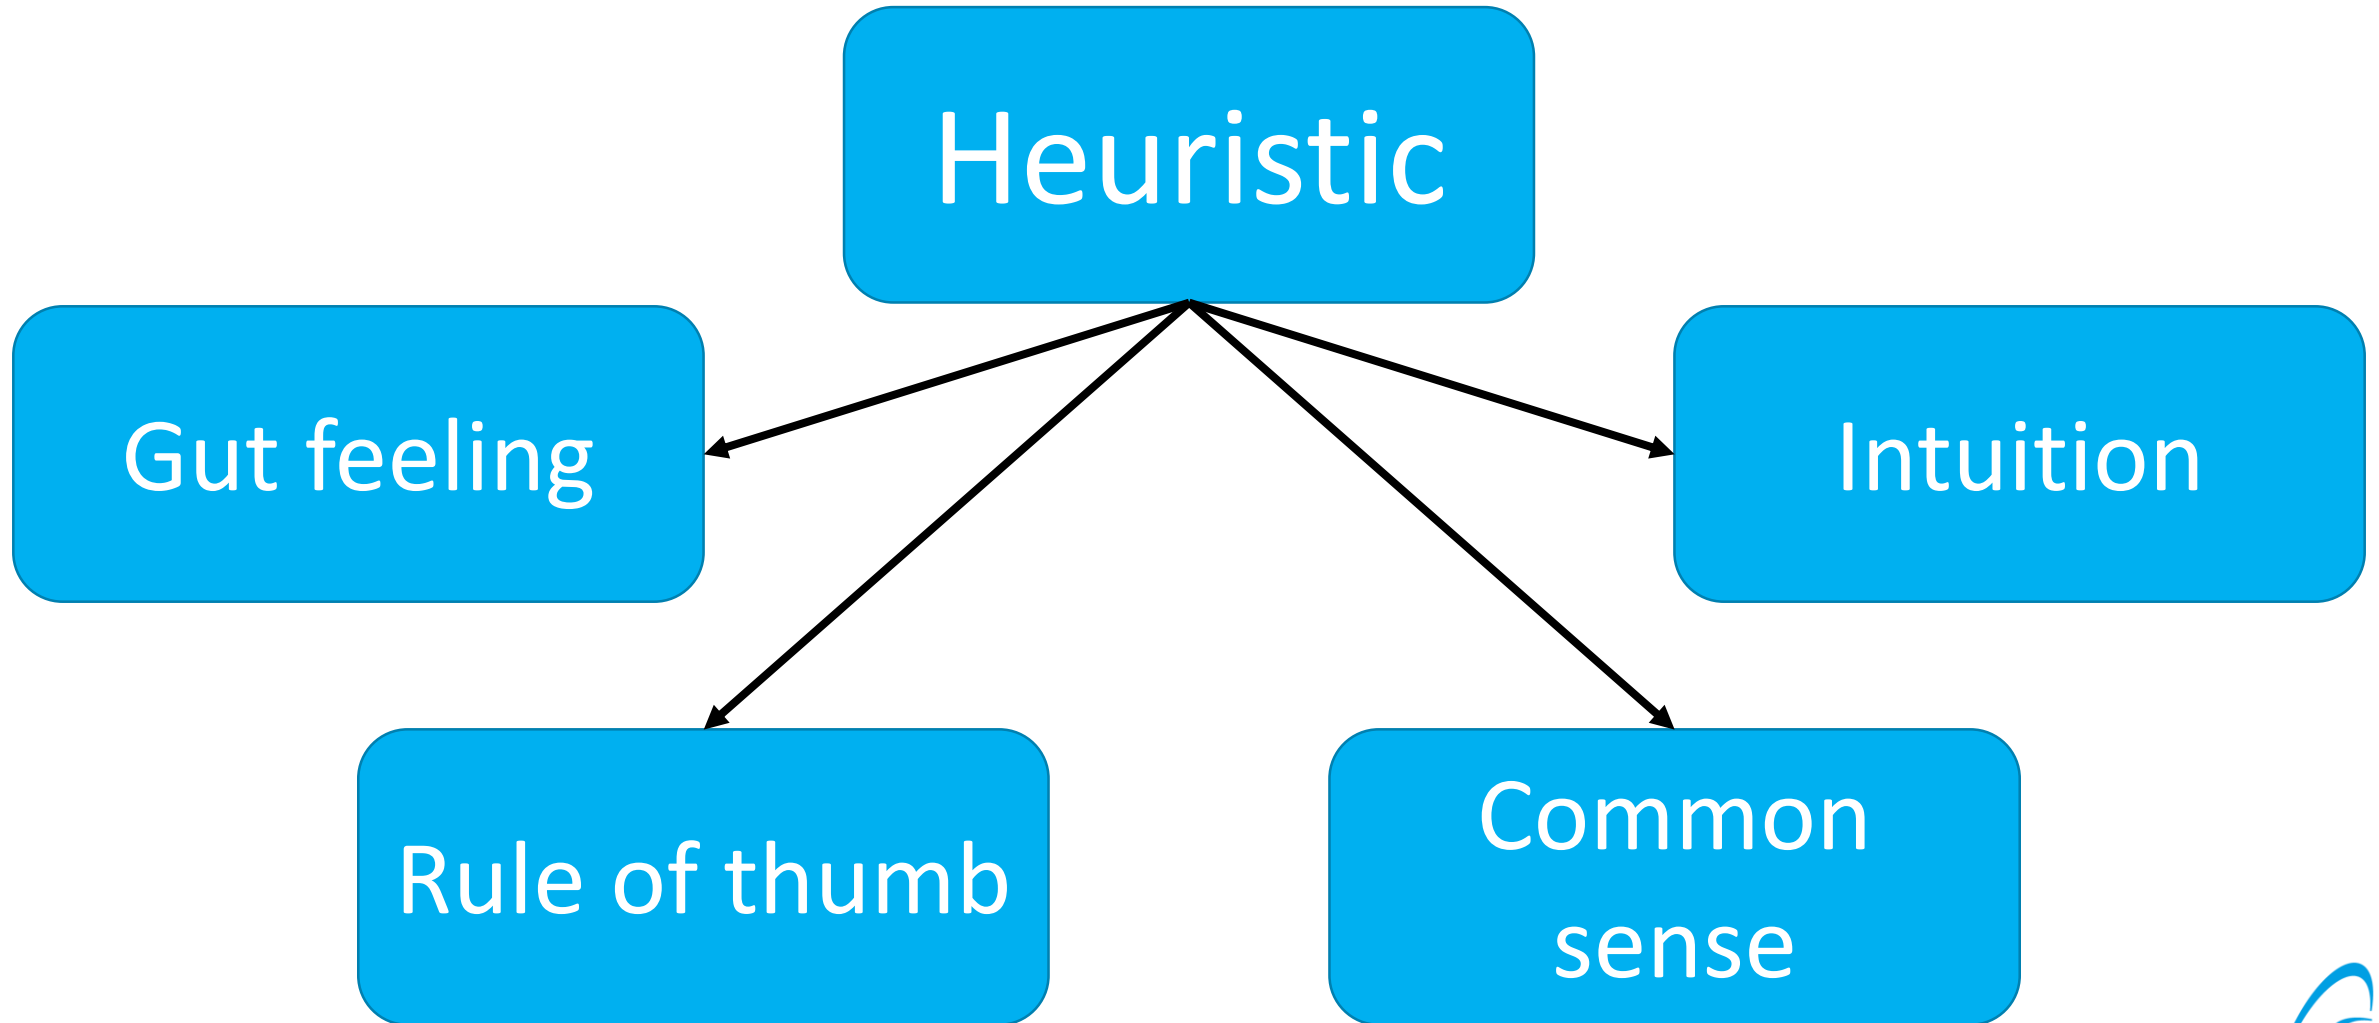 Heuristic
Gut feeling
Intuition
Rule of thumb
Common
sense